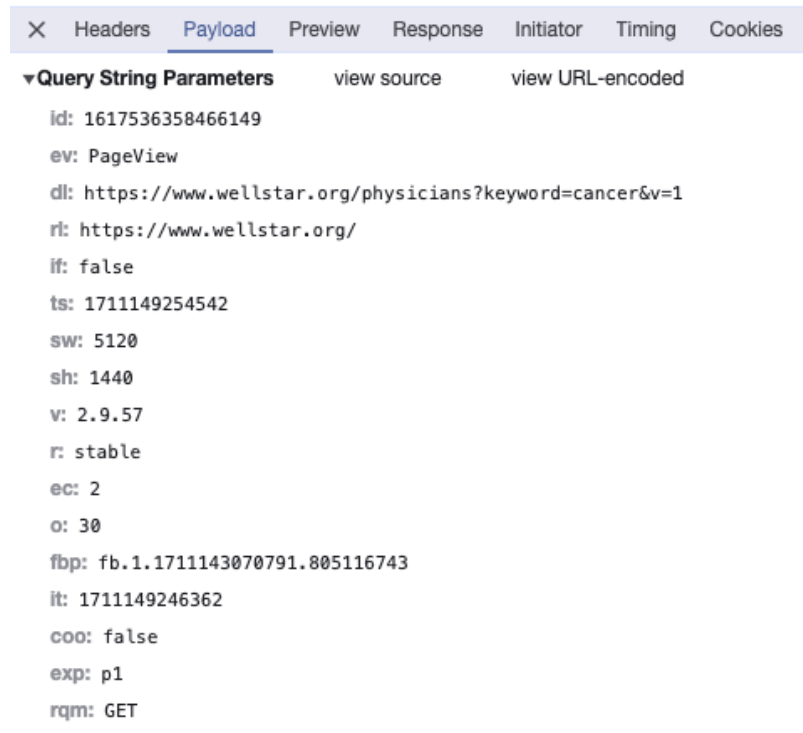 × Headers Payload Preview Response Initiator Timing Cookies
▼Query String Parameters view source view URL-encoded
id: 1617536358466149
ev: PageView
dl: https://www.wellstar.org/physicians?keyword=cancer&v=1
rl: https://www.wellstar.org/
if: false
ts: 1711149254542
sw: 5120
sh: 1440
v: 2.9.57
r: stable
ec: 2
o: 30
fbp: fb.1.1711143070791.805116743
it: 1711149246362
coo: false
exp: p1
rqm: GET